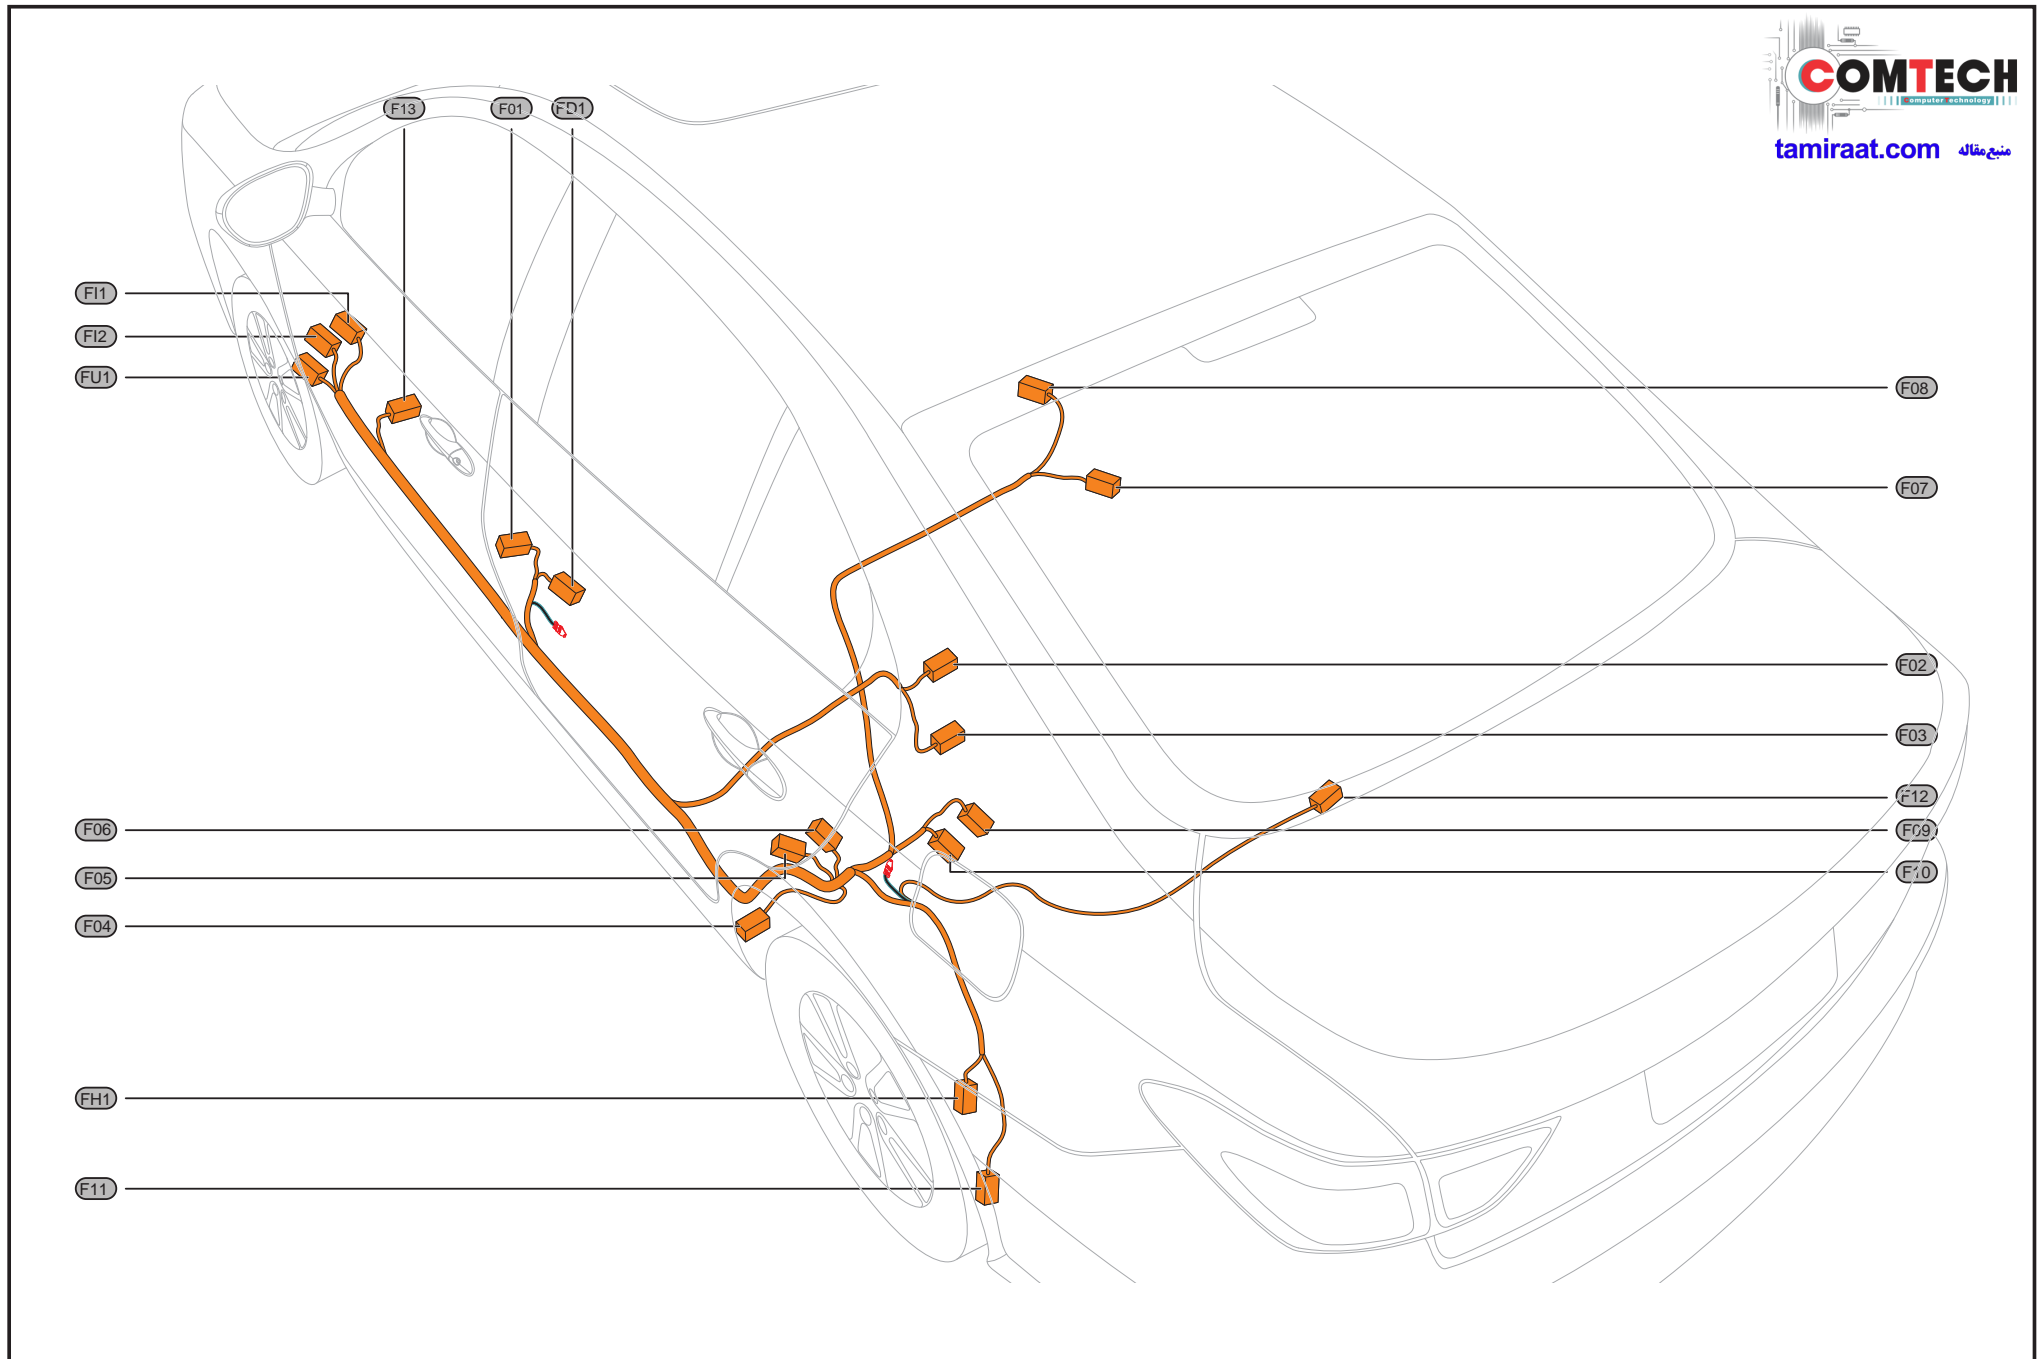 COMTECH
Computer Technology
tamiraat.com منبع مقاله
F13 F01 FD1
FI1
FI2
FU1
F08
F07
F02
F03
F12
F06
F09
F05
F10
F04
FH1
F11